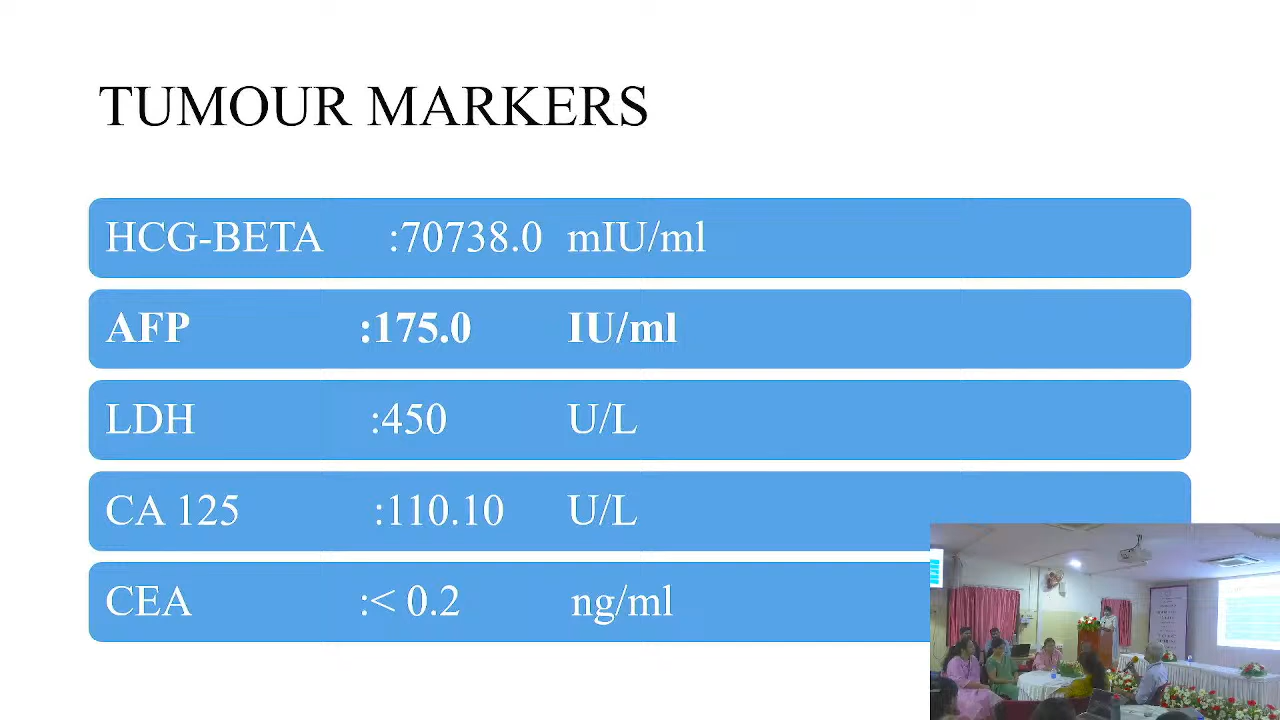 TUMOUR MARKERS
HCG-BETA :70738.0 mIU/ml
AFP :175.0 IU/ml
LDH :450 U/L
CA 125 :110.10 U/L
CEA :< 0.2 ng/ml